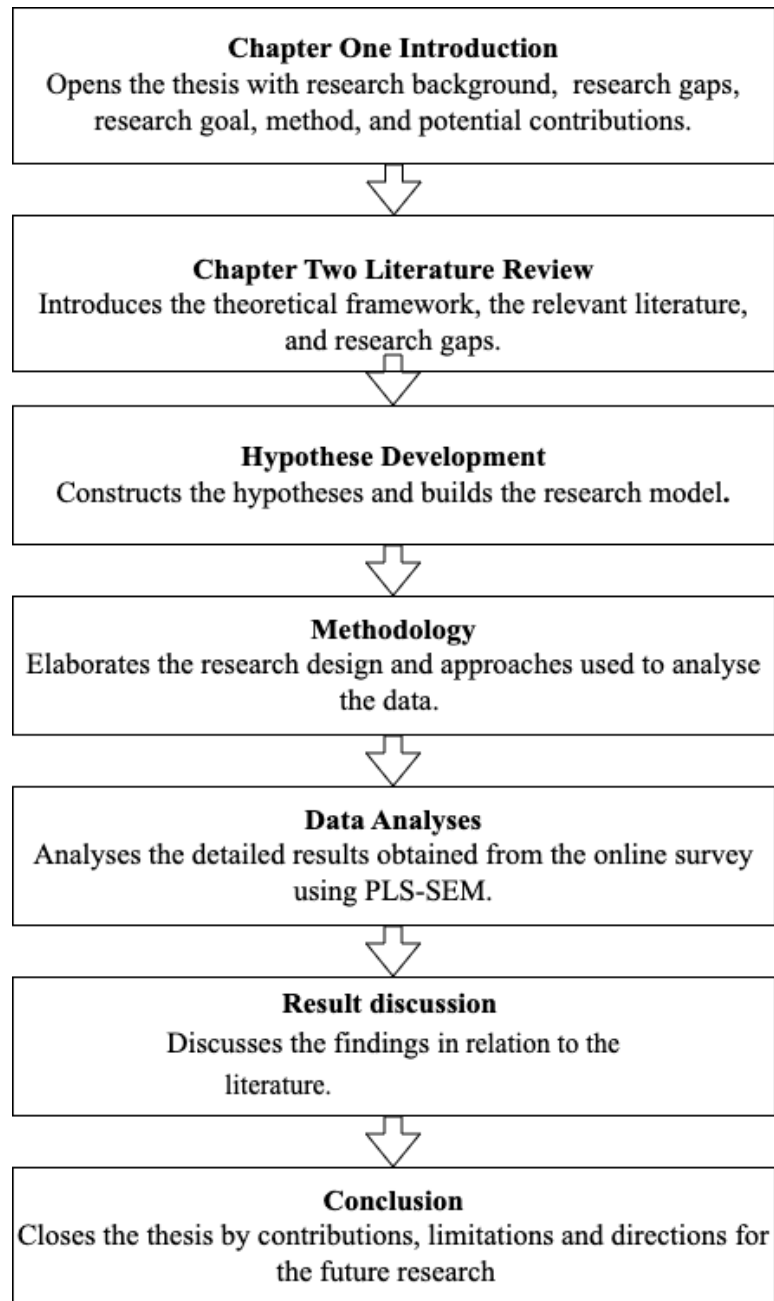 Chapter One Introduction
Opens the thesis with research background, research gaps,
research goal, method, and potential contributions.
Chapter Two Literature Review
Introduces the theoretical framework, the relevant literature,
and research gaps.
Hypothese Development
Constructs the hypotheses and builds the research model.
Methodology
Elaborates the research design and approaches used to analyse
the data.
Data Analyses
Analyses the detailed results obtained from the online survey
using PLS-SEM.
Result discussion
Discusses the findings in relation to the
literature.
Conclusion
Closes the thesis by contributions, limitations and directions for
the future research